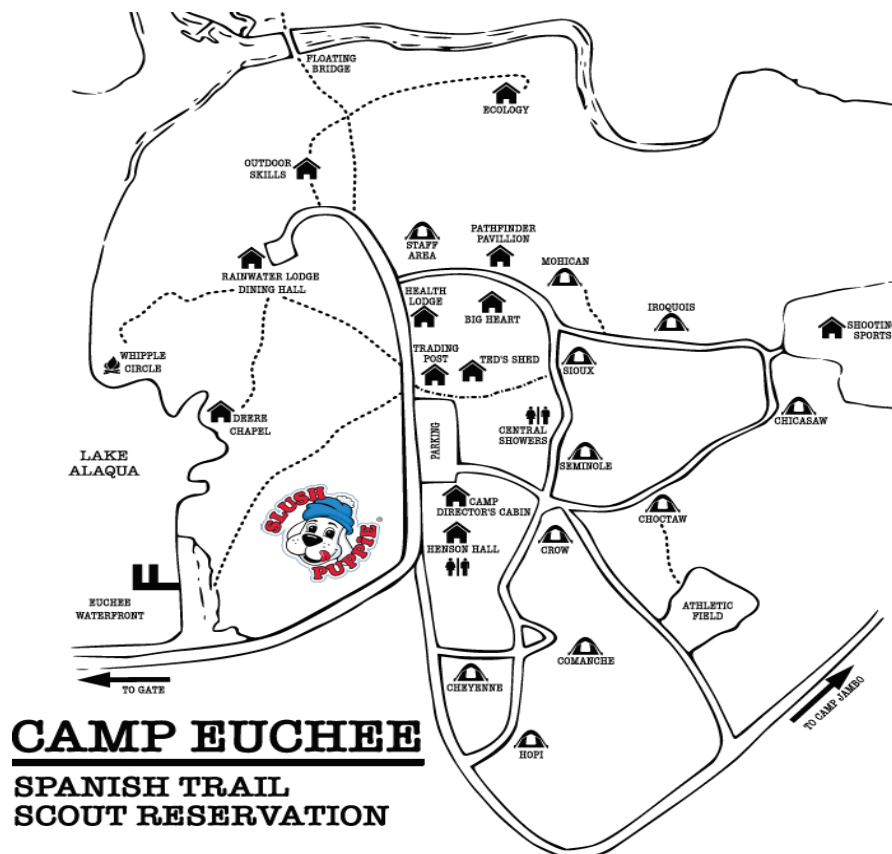 FLOATING
BRIDGE
ECOLOGY
OUTDOOR
SKILLS
STAFF
AREA
PATHFINDER
PAVILLION
MOHICAN
RAINWATER LODGE
DINING HALL
HEALTH
LODGE
BIG HEART
IROQUOIS
SHOOTING
SPORTS
WHIPPLE
CIRCLE
TRADING
POST
TED'S SHED
SIOUX
DEERE
CHAPEL
PARKING
CENTRAL
SHOWERS
CHICASAW
LAKE
ALAQUA
SEMINOLE
SLUSH
PUPPiE
®
CAMP
DIRECTOR'S CABIN
CHOCTAW
HENSON HALL
CROW
EUCHEE
WATERFRONT
ATHLETIC
FIELD
COMANCHE
TO GATE
CHEYENNE
TO CAMP JAMBO
HOPI
CAMP EUCHEE
SPANISH TRAIL
SCOUT RESERVATION